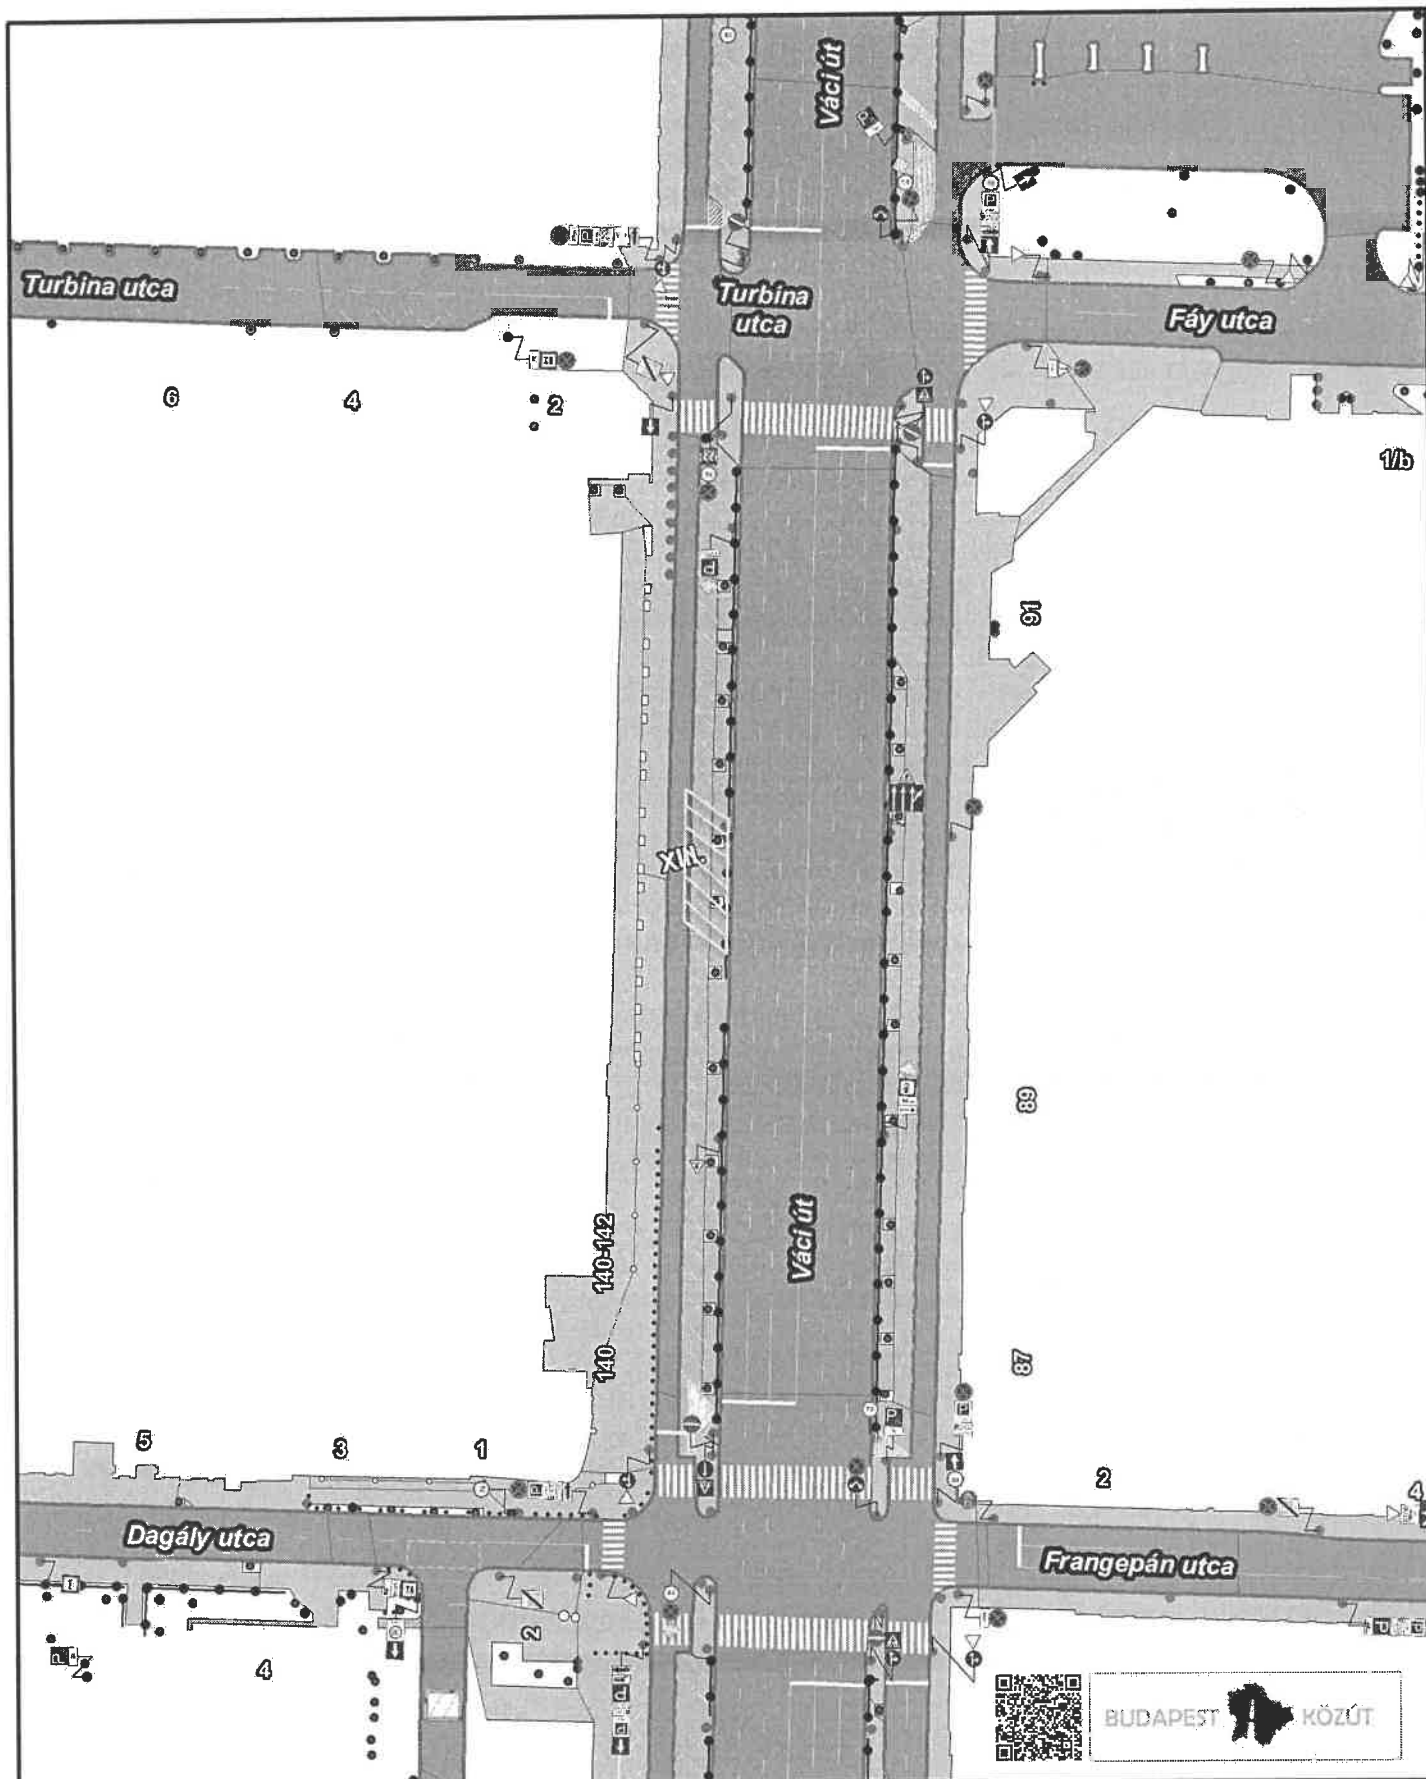 Váci út
Turbina utca
Turbina
utca
Fáy utca
6
4
2
1/b
91
XIII.
89
140-142
Váci út
140
87
5
3
1
2
4
Dagály utca
Frangepán utca
2
4
BUDAPEST KÖZÚT